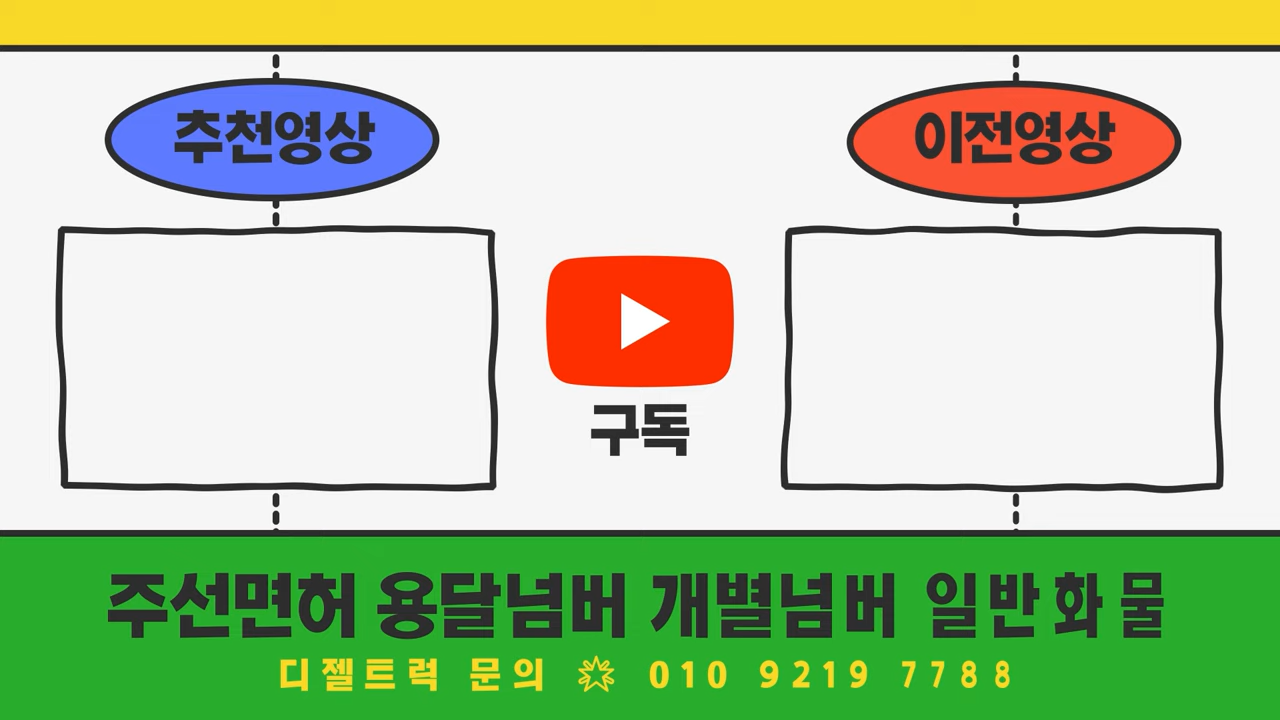 추천영상
이전영상
구독
주선면허 용달넘버 개별넘버 일반화물
디젤트럭 문의 010 9219 7788